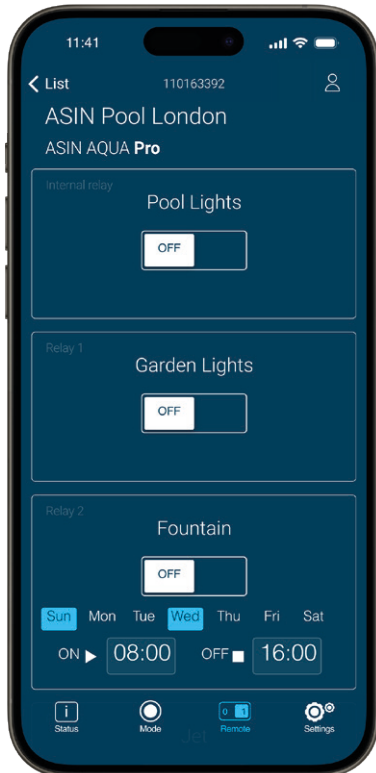 11:41
List 110163392
ASIN Pool London
ASIN AQUA Pro
Internal relay
Pool Lights
OFF
Relay 1
Garden Lights
OFF
Relay 2
Fountain
OFF
Sun Mon Tue Wed Thu Fri Sat
ON 08:00 OFF 16:00
i 0 1
Status Mode Remote Settings
Jet